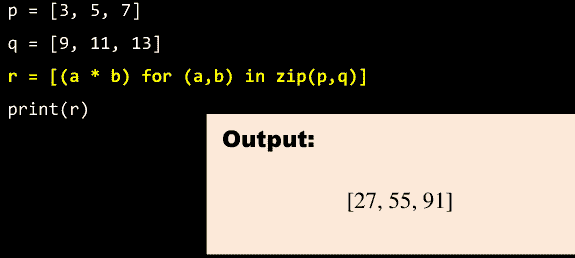 p = [3, 5, 7]
q = [9, 11, 13]
r = [(a * b) for (a,b) in zip(p,q)]
print(r)
Output:
[27, 55, 91]